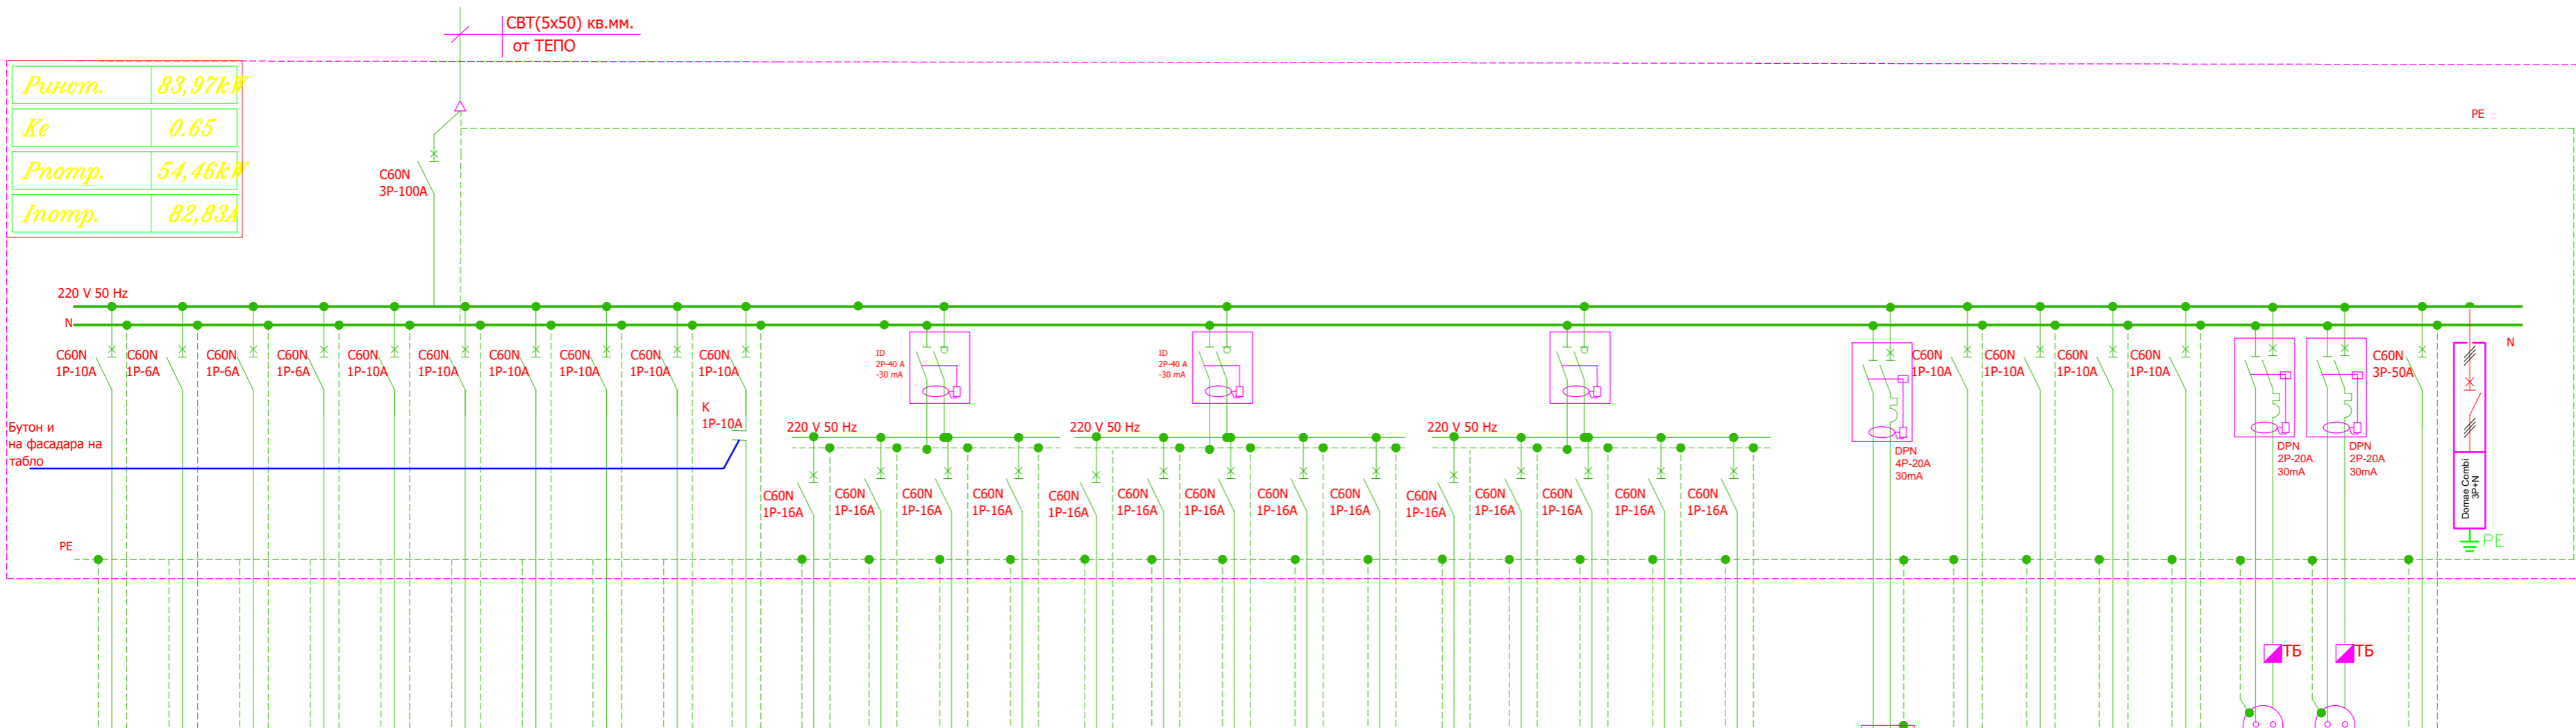 СВТ(5х50) кв.мм.
от ТЕПО
Pинст. 83,97kW
Ke 0.65
Pпотр. 54,46kW
Iпотр. 82,83A
PE
C60N
3P-100A
220 V 50 Hz
N
C60N
1P-10A
C60N
1P-6A
C60N
1P-6A
C60N
1P-6A
C60N
1P-10A
C60N
1P-10A
C60N
1P-10A
C60N
1P-10A
C60N
1P-10A
C60N
1P-10A
K
1P-10A
Бутон и
на фасадара на
табло
ID
2P-40 A
-30 mA
ID
2P-40 A
-30 mA
220 V 50 Hz
C60N
1P-16A
C60N
1P-16A
C60N
1P-16A
C60N
1P-16A
220 V 50 Hz
C60N
1P-16A
C60N
1P-16A
C60N
1P-16A
C60N
1P-16A
C60N
1P-16A
220 V 50 Hz
C60N
1P-16A
C60N
1P-16A
C60N
1P-16A
C60N
1P-16A
C60N
1P-16A
DPN
4P-20A
30mA
C60N
1P-10A
C60N
1P-10A
C60N
1P-10A
C60N
1P-10A
DPN
2P-20A
30mA
DPN
2P-20A
30mA
C60N
3P-50A
N
Domae Combi
3P+N
PE
PE
ТБ
ТБ